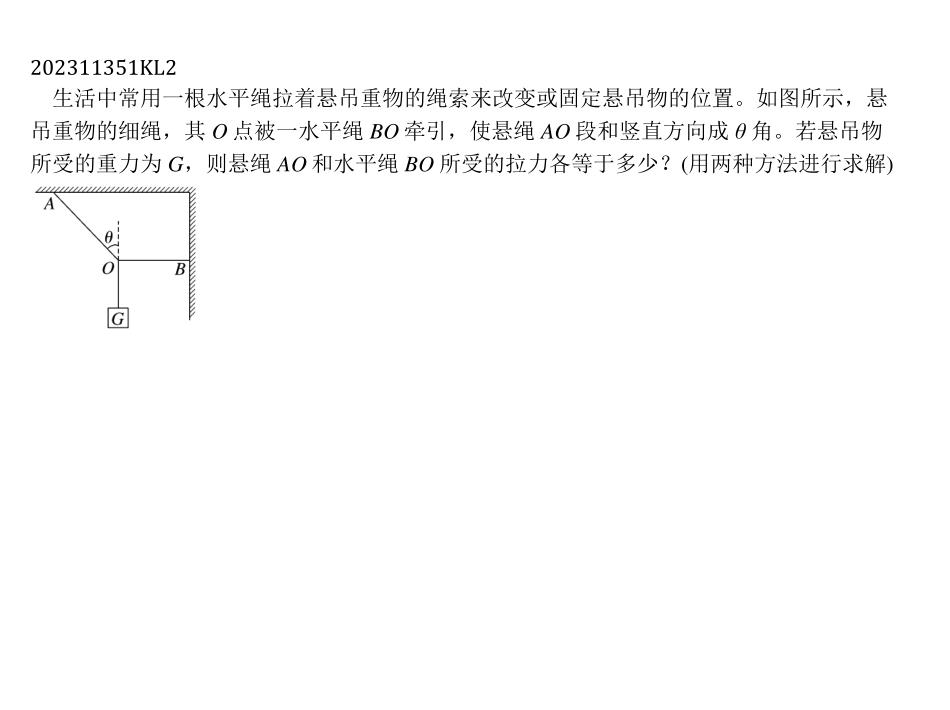 202311351KL2
生活中常用一根水平绳拉着悬吊重物的绳索来改变或固定悬吊物的位置。如图所示，悬
吊重物的细绳，其 O 点被一水平绳 BO 牵引，使悬绳 AO 段和竖直方向成 θ 角。若悬吊物
所受的重力为 G，则悬绳 AO 和水平绳 BO 所受的拉力各等于多少？(用两种方法进行求解)
A
θ
O
B
G